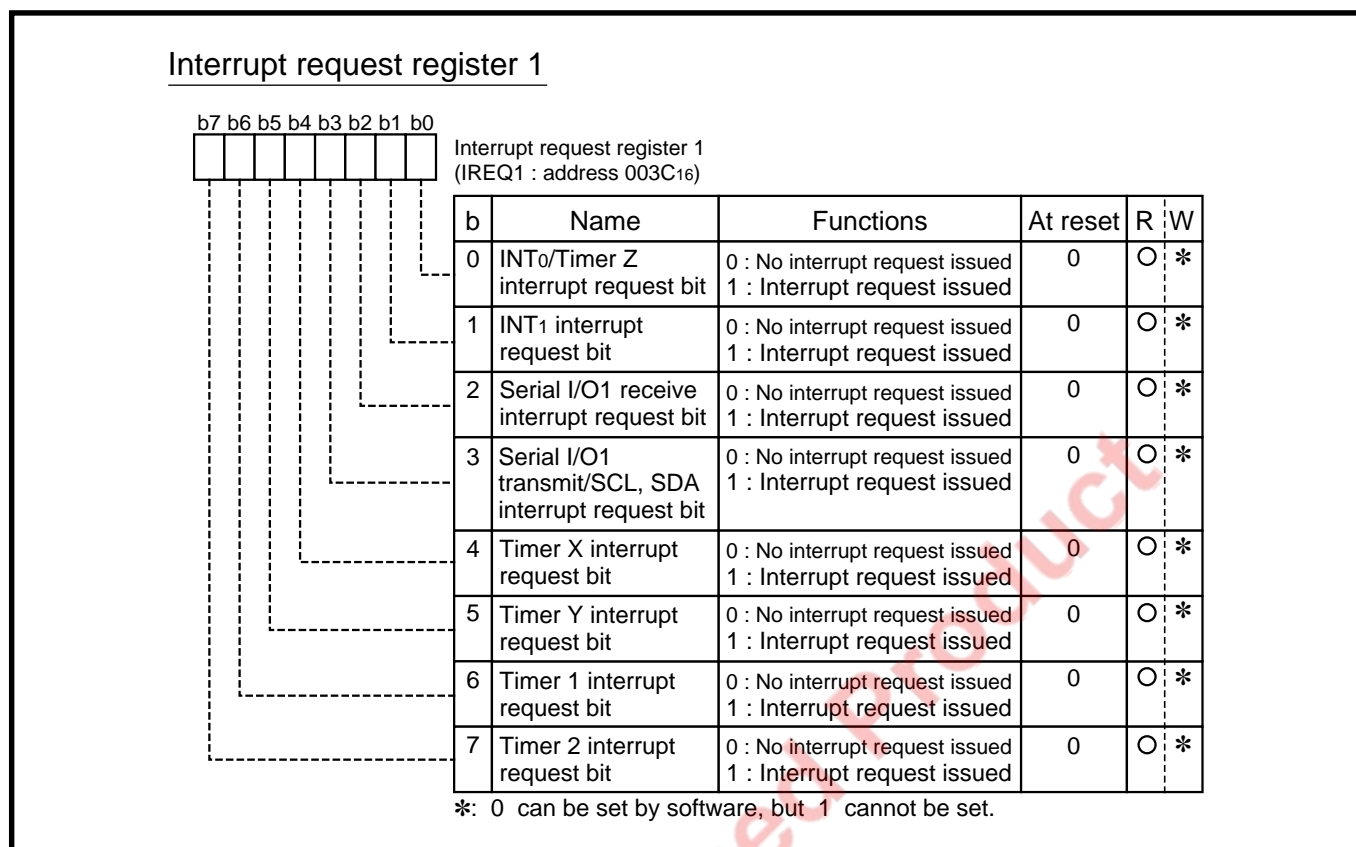 Interrupt request register 1
b7 b6 b5 b4 b3 b2 b1 b0
Interrupt request register 1
(IREQ1 : address 003C16)
b Name Functions At reset R W
0 INT0/Timer Z interrupt request bit 0 : No interrupt request issued 0 O ✻
1 : Interrupt request issued
1 INT1 interrupt request bit 0 : No interrupt request issued 0 O ✻
1 : Interrupt request issued
2 Serial I/O1 receive interrupt request bit 0 : No interrupt request issued 0 O ✻
1 : Interrupt request issued
3 Serial I/O1 transmit/SCL, SDA interrupt request bit 0 : No interrupt request issued 0 O ✻
1 : Interrupt request issued
4 Timer X interrupt request bit 0 : No interrupt request issued 0 O ✻
1 : Interrupt request issued
5 Timer Y interrupt request bit 0 : No interrupt request issued 0 O ✻
1 : Interrupt request issued
6 Timer 1 interrupt request bit 0 : No interrupt request issued 0 O ✻
1 : Interrupt request issued
7 Timer 2 interrupt request bit 0 : No interrupt request issued 0 O ✻
1 : Interrupt request issued
✻: 0 can be set by software, but 1 cannot be set.
ed Product